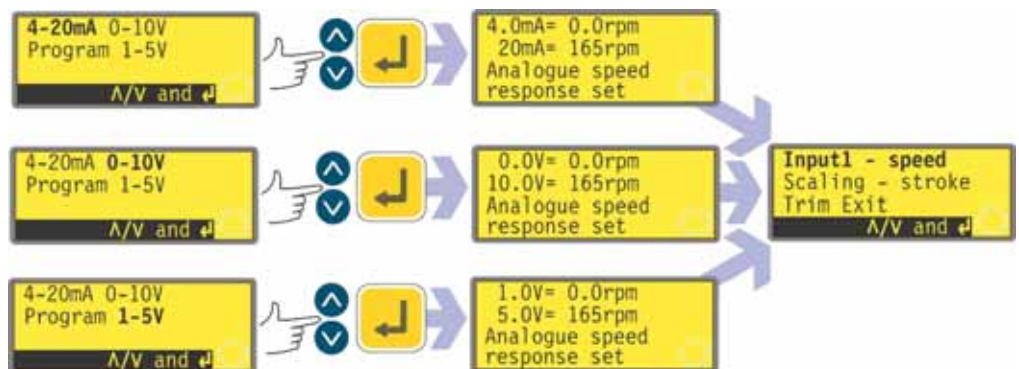 4-20mA 0-10V
Program 1-5V
∧/∨ and ↵
4.0mA= 0.0rpm
20mA= 165rpm
Analogue speed
response set
4-20mA 0-10V
Program 1-5V
∧/∨ and ↵
0.0V= 0.0rpm
10.0V= 165rpm
Analogue speed
response set
4-20mA 0-10V
Program 1-5V
∧/∨ and ↵
1.0V= 0.0rpm
5.0V= 165rpm
Analogue speed
response set
Input1 - speed
Scaling - stroke
Trim Exit
∧/∨ and ↵